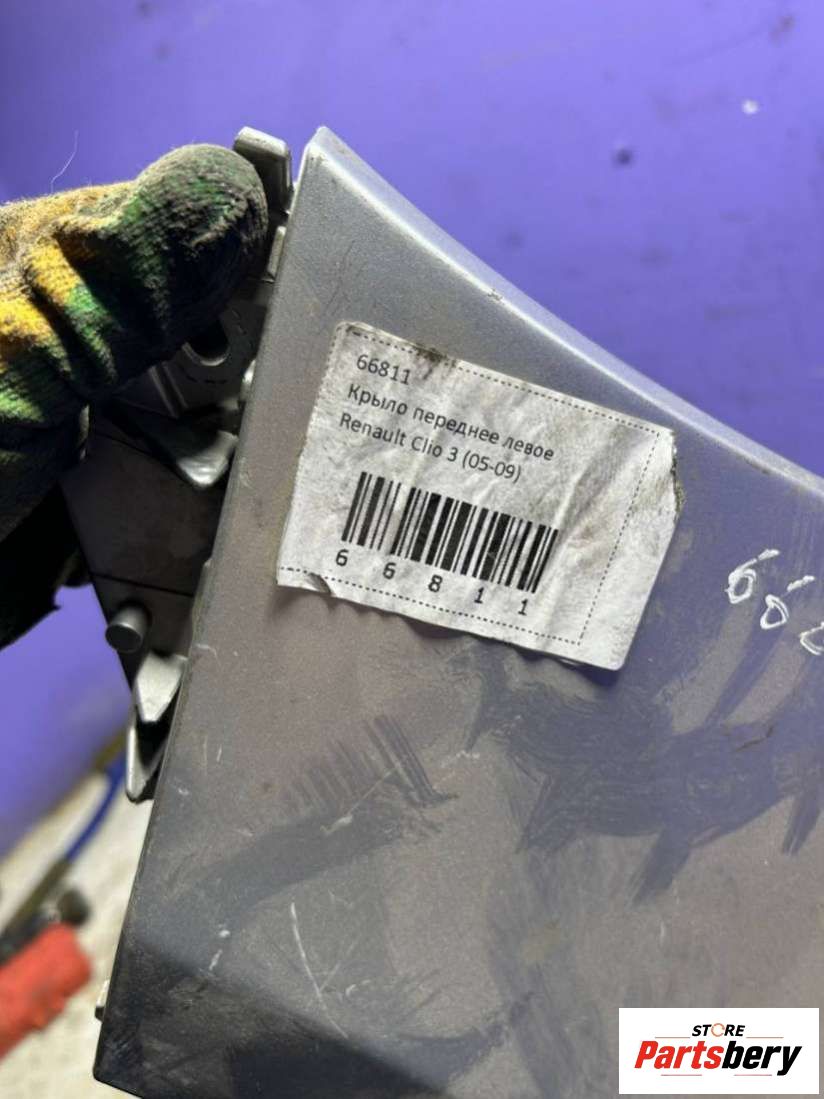 66811
Крыло переднее левое
Renault Clio 3 (05-09)
6 6 8 1 1
STORE
Partsbery